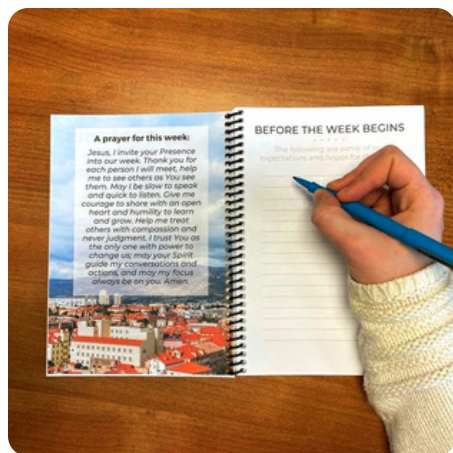 A prayer for this week:
Jesus, I invite your Presence
into our week. Thank you for
each person I will meet, help
me to see others as You see
them. May I be slow to speak
and quick to listen. Give me
courage to share with an open
heart and humility to learn
and grow. Help me treat
others with compassion and
never judgment. I trust You as
the only one with power to
change us; may your Spirit
guide my conversations and
actions, and may my focus
always be on you. Amen.
BEFORE THE WEEK BEGINS
The following are some of
expectations and hopes for